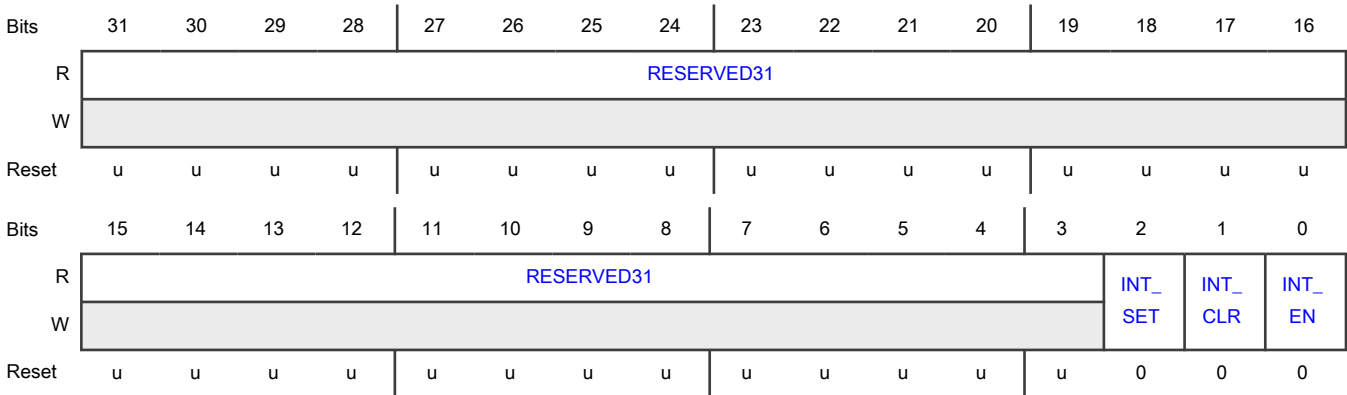 Bits 31 30 29 28 27 26 25 24 23 22 21 20 19 18 17 16
R RESERVED31
W
Reset u u u u u u u u u u u u u u u u
Bits 15 14 13 12 11 10 9 8 7 6 5 4 3 2 1 0
R RESERVED31 INT_ INT_ INT_
W SET CLR EN
Reset u u u u u u u u u u u u u 0 0 0